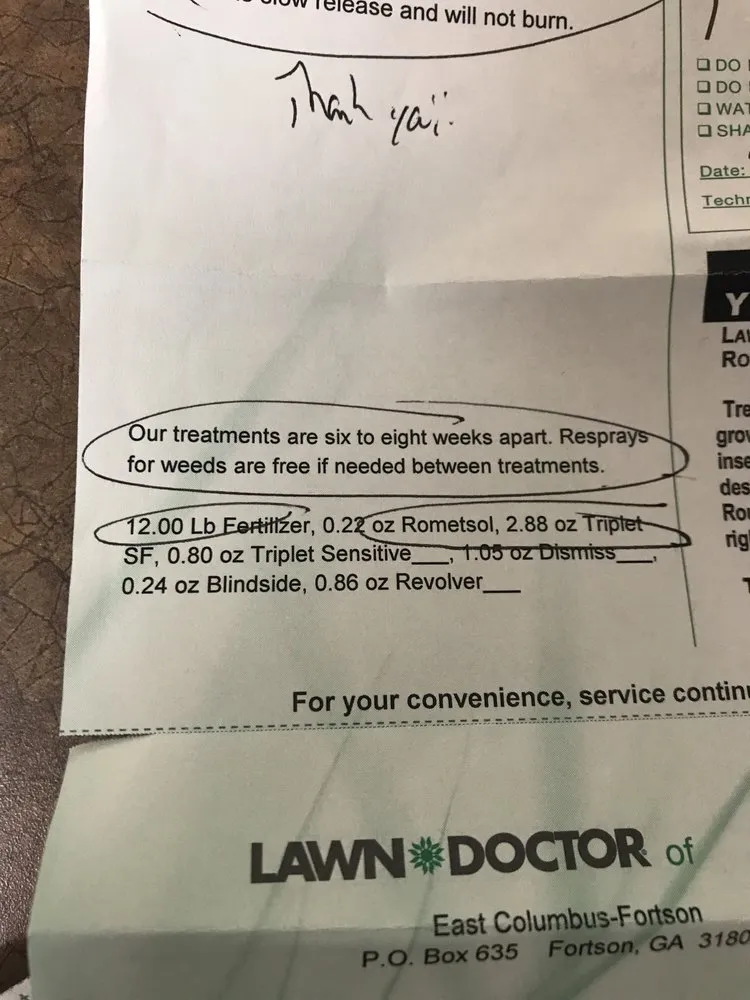 release and will not burn.
Thank ya!!
DO
DO
WAT
SHA
Date:
Techn
Our treatments are six to eight weeks apart. Resprays
for weeds are free if needed between treatments.
12.00 Lb Fertilizer, 0.22 oz Rometsol, 2.88 oz Triplet
SF, 0.80 oz Triplet Sensitive___, 1.05 oz Dismiss___,
0.24 oz Blindside, 0.86 oz Revolver___
Y
LA
Ro
Tre
grov
inse
des
Rou
rig
For your convenience, service contin
LAWN DOCTOR of
East Columbus-Fortson
P.O. Box 635 Fortson, GA 3180